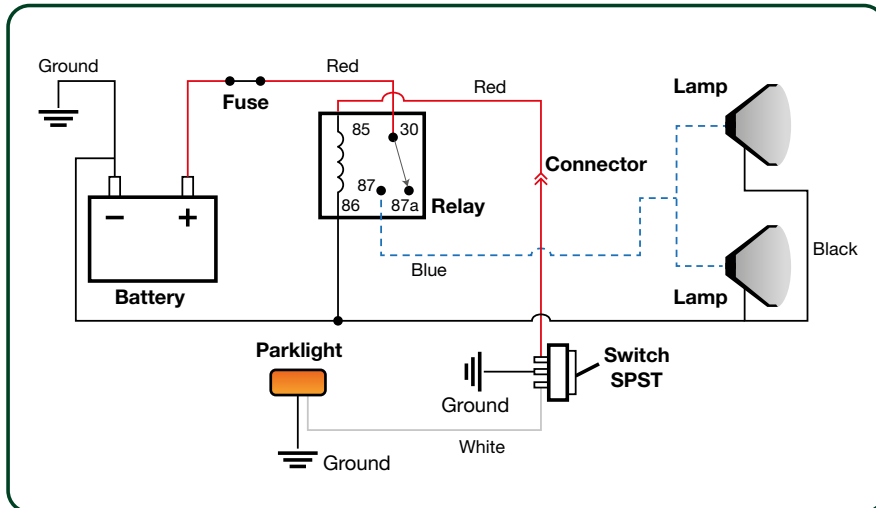 Ground
Red
Red
Lamp
Fuse
85
30
Connector
87
86
87a
Relay
−
+
Blue
Black
Battery
Lamp
Parklight
Switch
SPST
Ground
White
Ground